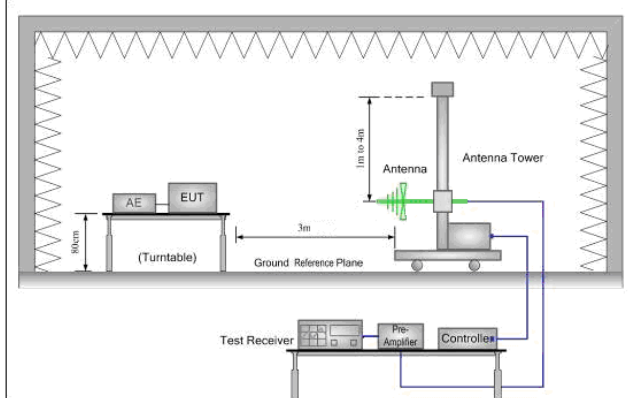 1m to 4m
Antenna
Antenna Tower
AE
EUT
80cm
(Turntable)
3m
Ground Reference Plane
Test Receiver
Pre-
Amplifier
Controller